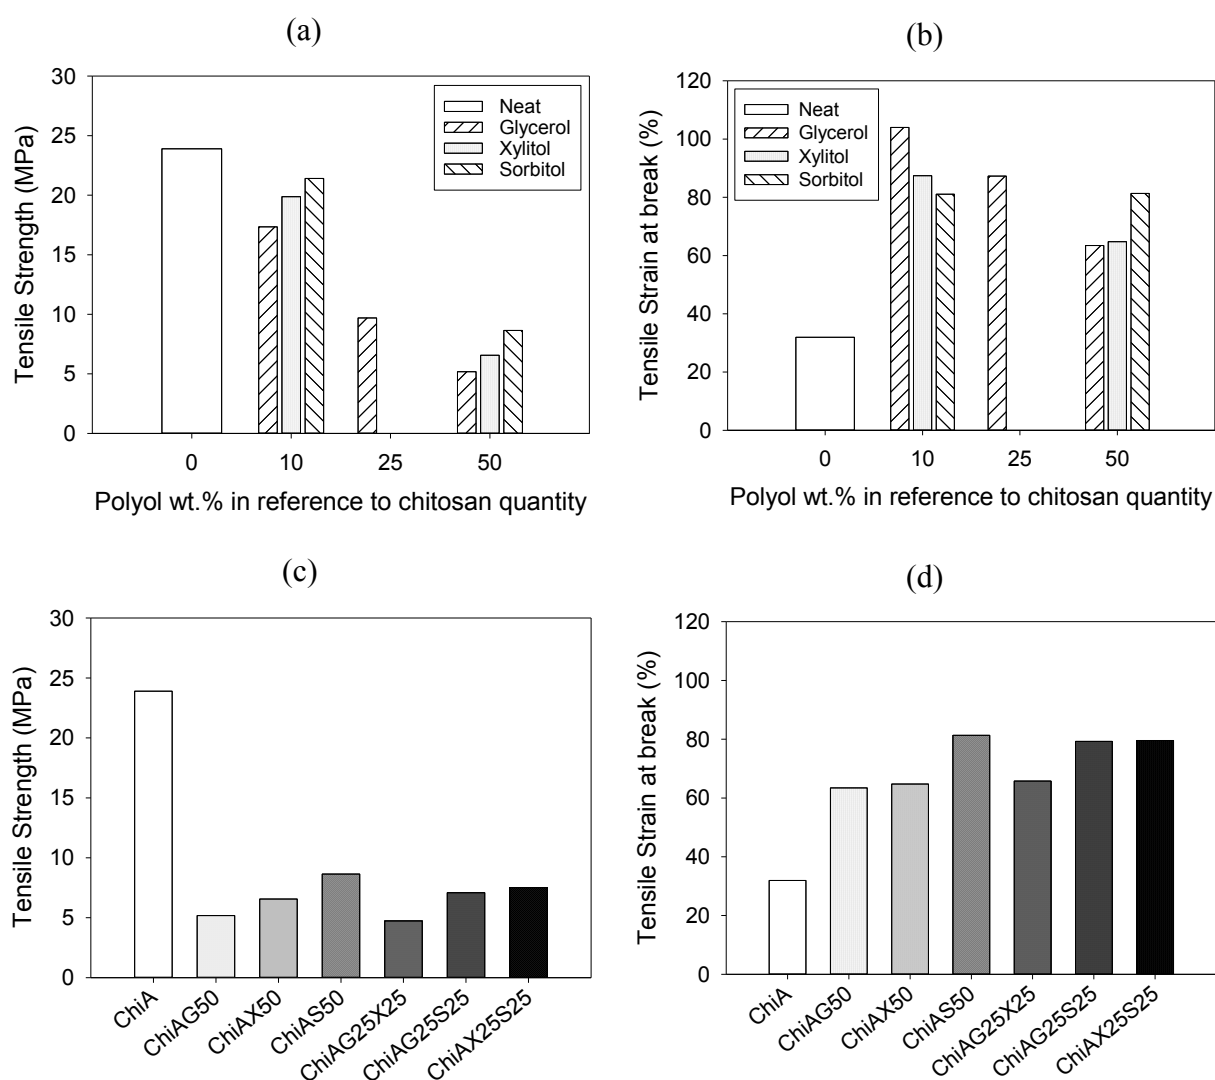 (a)
30
25
20
15
10
5
0
Tensile Strength (MPa)
Neat
Glycerol
Xylitol
Sorbitol
0 10 25 50
Polyol wt.% in reference to chitosan quantity
(b)
120
100
80
60
40
20
0
Tensile Strain at break (%)
Neat
Glycerol
Xylitol
Sorbitol
0 10 25 50
Polyol wt.% in reference to chitosan quantity
(c)
30
25
20
15
10
5
0
Tensile Strength (MPa)
ChiA
ChiAG50
ChiAX50
ChiAS50
ChiAG25X25
ChiAG25S25
ChiAX25S25
(d)
120
100
80
60
40
20
0
Tensile Strain at break (%)
ChiA
ChiAG50
ChiAX50
ChiAS50
ChiAG25X25
ChiAG25S25
ChiAX25S25